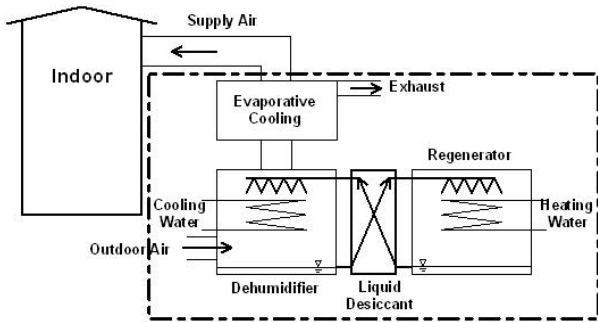 Supply Air
Indoor
Exhaust
Evaporative
Cooling
Regenerator
Cooling
Water
Heating
Water
Outdoor Air
Dehumidifier
Liquid
Desiccant